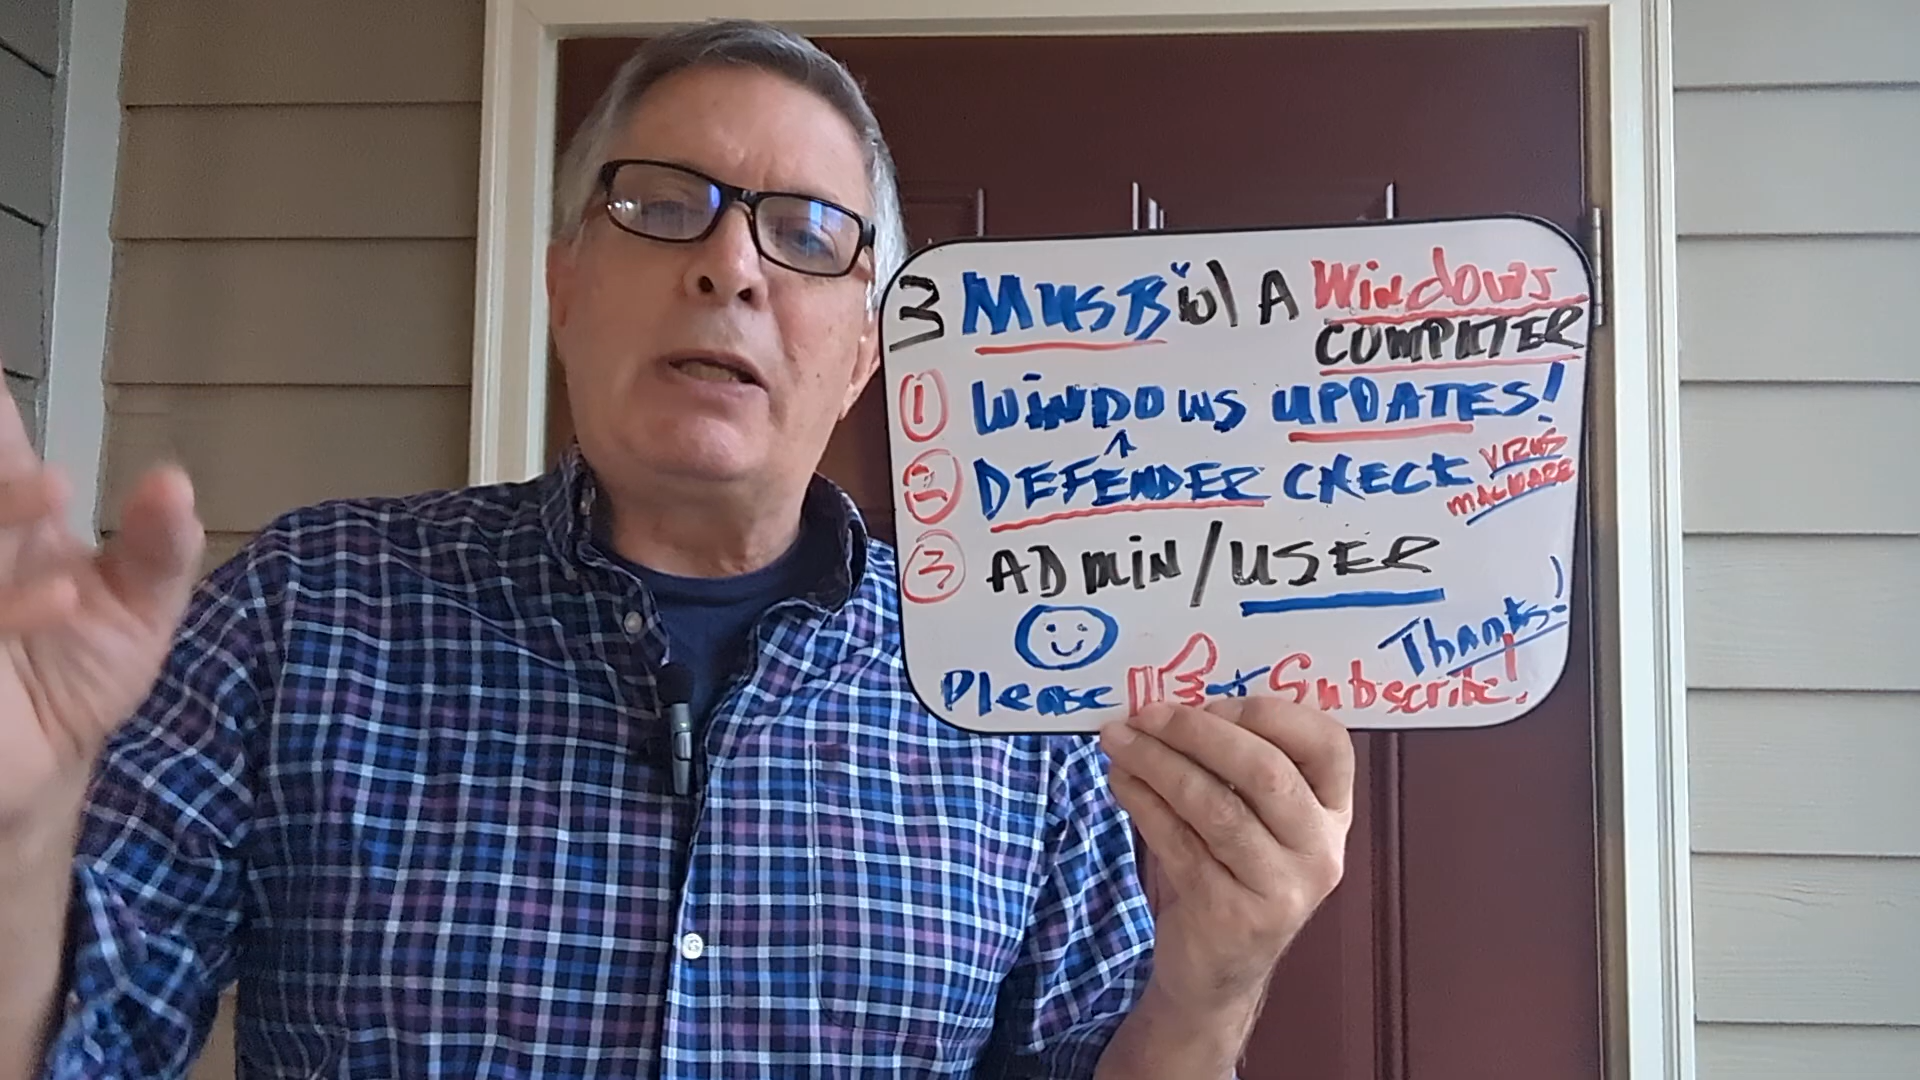 3 MUSTS w/ A Windows
COMPUTER
1 WINDOWS UPDATES!
2 DEFENDER CHECK VIRUS
MALWARE
3 ADMIN/USER
Thanks!
Please + Subscribe!